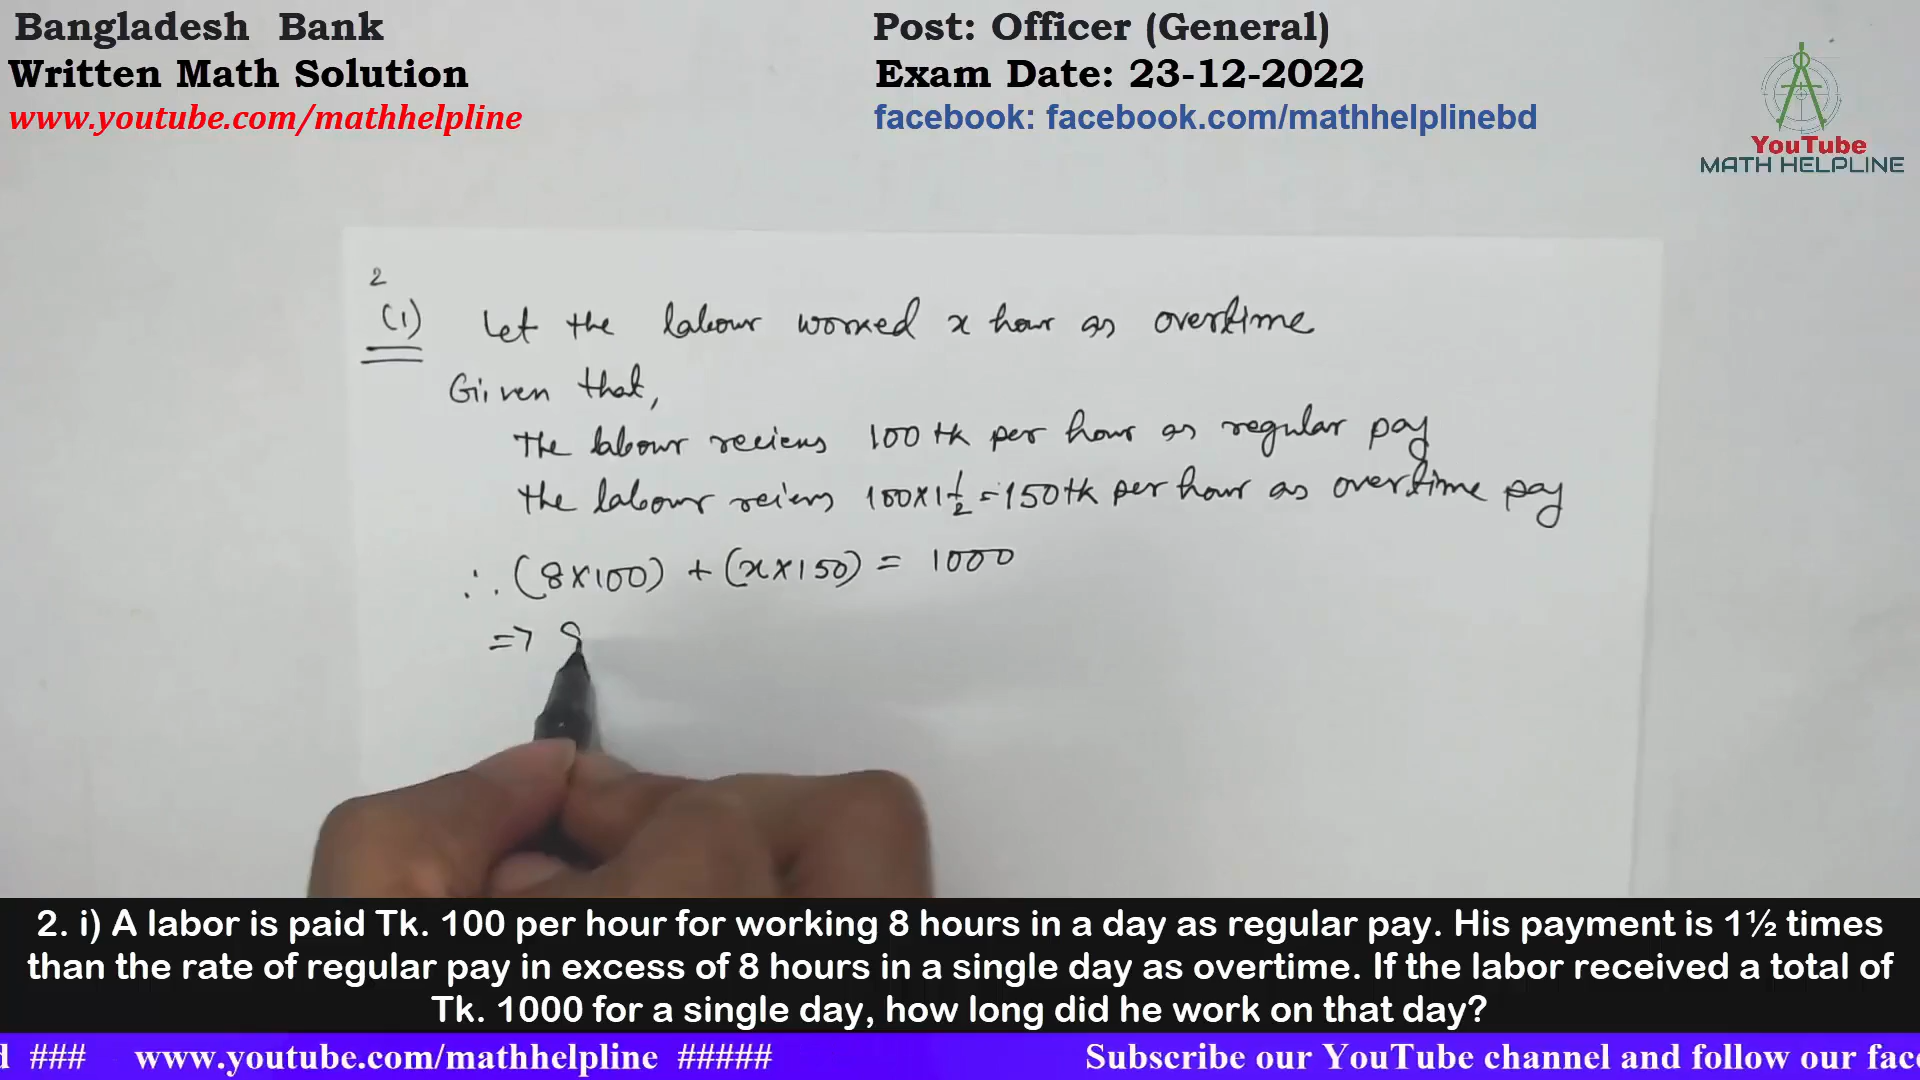 Bangladesh Bank
Written Math Solution
www.youtube.com/mathhelpline
Post: Officer (General)
Exam Date: 23-12-2022
facebook: facebook.com/mathhelplinebd
YouTube
MATH HELPLINE
2
(1) Let the labour worked x hour as overtime
Given that,
The labour reciens 100 tk per hour as regular pay
The labour reiens 100×1½ = 150 tk per hour as overtime pay
∴ (8×100) + (x×150) = 1000
=> 8
2. i) A labor is paid Tk. 100 per hour for working 8 hours in a day as regular pay. His payment is 1½ times
than the rate of regular pay in excess of 8 hours in a single day as overtime. If the labor received a total of
Tk. 1000 for a single day, how long did he work on that day?
d ### www.youtube.com/mathhelpline ##### Subscribe our YouTube channel and follow our face